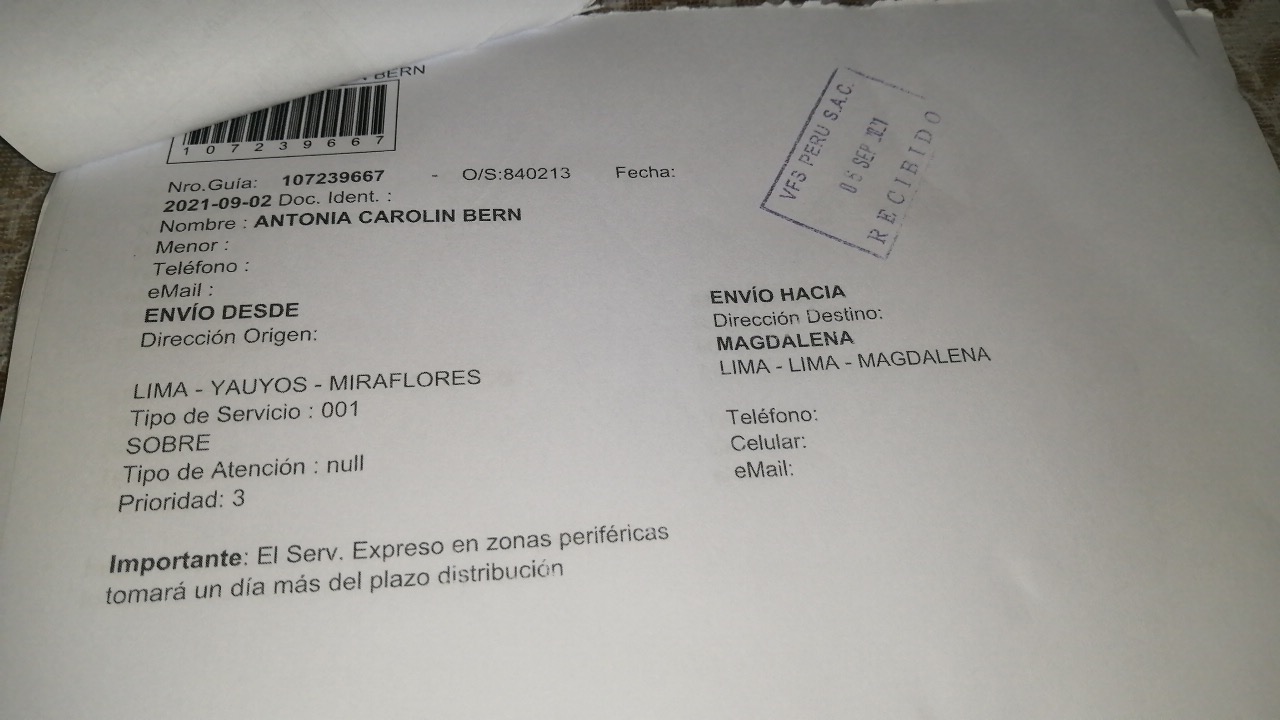 BERN
107239667
Nro.Guía: 107239667 - O/S:840213 Fecha:
2021-09-02 Doc. Ident. :
Nombre : ANTONIA CAROLIN BERN
Menor :
Teléfono :
eMail :
ENVÍO DESDE
Dirección Origen:
LIMA - YAUYOS - MIRAFLORES
Tipo de Servicio : 001
SOBRE
Tipo de Atención : null
Prioridad: 3
Importante: El Serv. Expreso en zonas periféricas
tomará un día más del plazo distribución
VFS PERU S.A.C.
SEP
RECIBIDO
ENVÍO HACIA
Dirección Destino:
MAGDALENA
LIMA - LIMA - MAGDALENA
Teléfono:
Celular:
eMail: